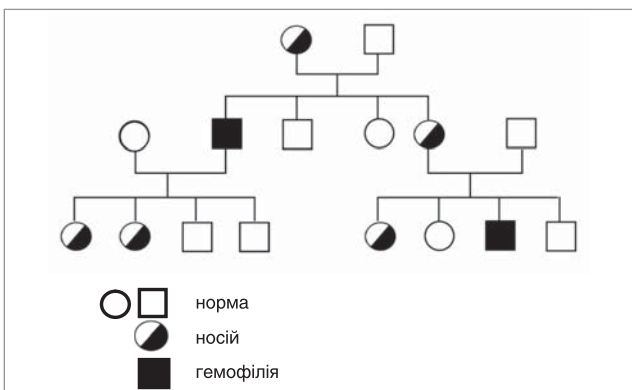 норма
носій
гемофілія